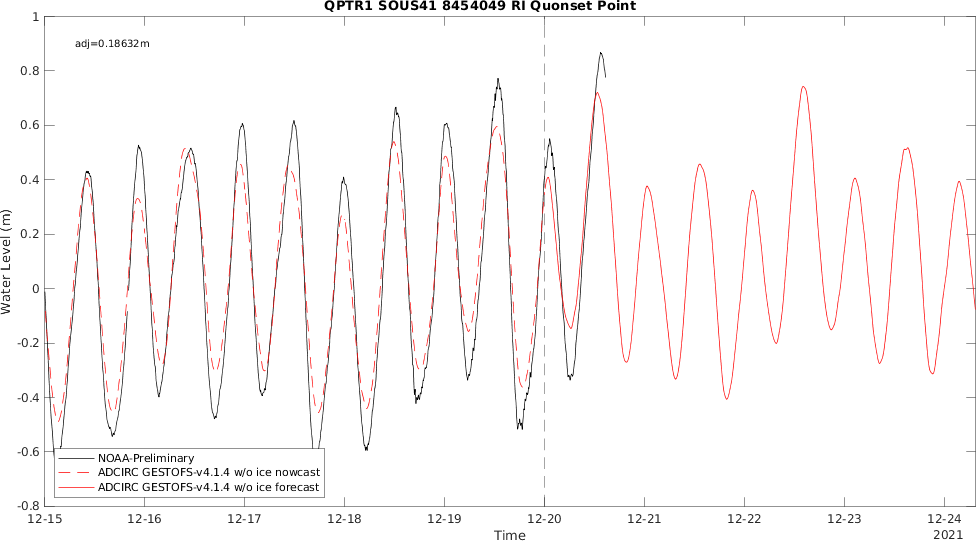 QPTR1 SOUS41 8454049 RI Quonset Point
adj=0.18632m
1
0.8
0.6
0.4
0.2
0
-0.2
-0.4
-0.6
-0.8
Water Level (m)
NOAA-Preliminary
ADCIRC GESTOFS-v4.1.4 w/o ice nowcast
ADCIRC GESTOFS-v4.1.4 w/o ice forecast
12-15 12-16 12-17 12-18 12-19 12-20 12-21 12-22 12-23 12-24
2021
Time